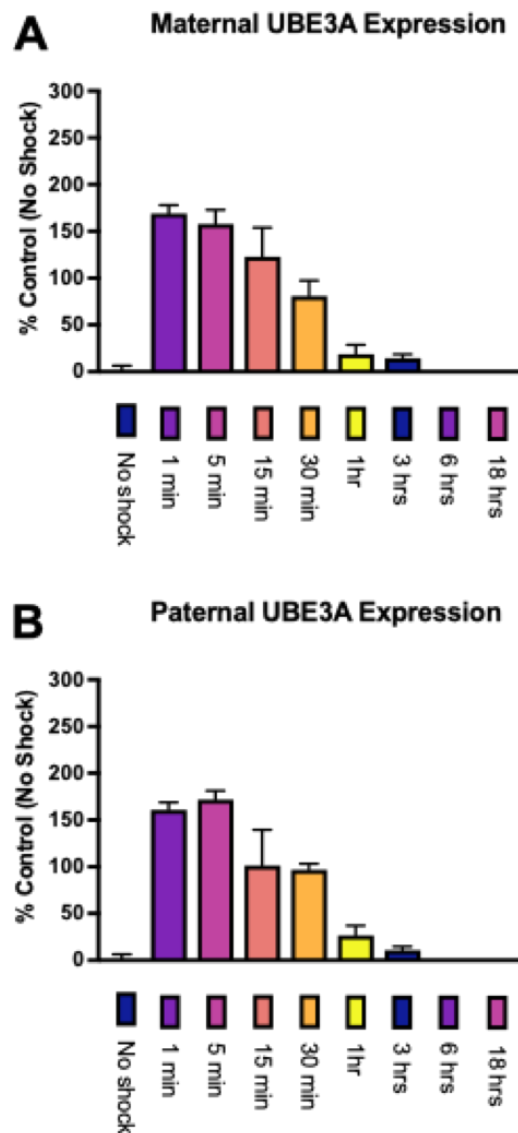 A
Maternal UBE3A Expression
% Control (No Shock)
300
250
200
150
100
50
0
No shock
1 min
5 min
15 min
30 min
1hr
3 hrs
6 hrs
18 hrs
B
Paternal UBE3A Expression
% Control (No Shock)
300
250
200
150
100
50
0
No shock
1 min
5 min
15 min
30 min
1hr
3 hrs
6 hrs
18 hrs